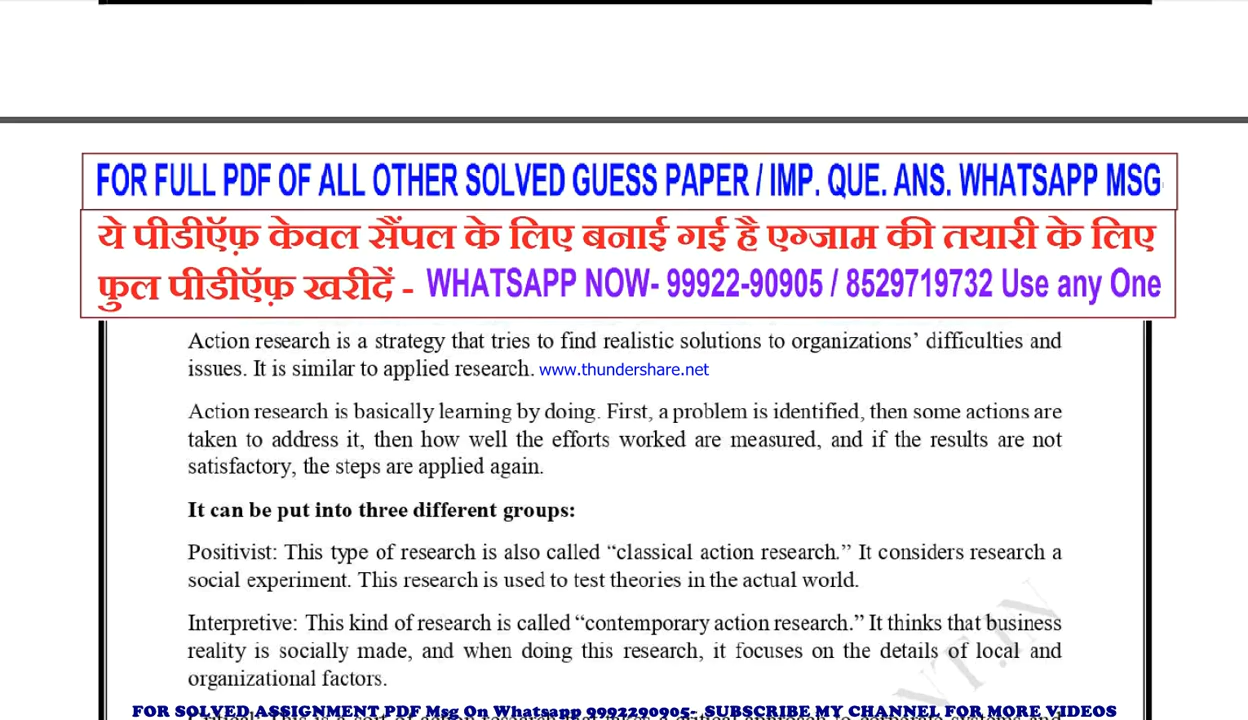 FOR FULL PDF OF ALL OTHER SOLVED GUESS PAPER / IMP. QUE. ANS. WHATSAPP MSG
ये पीडीऍफ़ केवल सैंपल के लिए बनाई गई है एग्जाम की तयारी के लिए
फुल पीडीऍफ़ खरीदें - WHATSAPP NOW- 99922-90905 / 8529719732 Use any One
Action research is a strategy that tries to find realistic solutions to organizations’ difficulties and
issues. It is similar to applied research. www.thundershare.net
Action research is basically learning by doing. First, a problem is identified, then some actions are
taken to address it, then how well the efforts worked are measured, and if the results are not
satisfactory, the steps are applied again.
It can be put into three different groups:
Positivist: This type of research is also called “classical action research.” It considers research a
social experiment. This research is used to test theories in the actual world.
Interpretive: This kind of research is called “contemporary action research.” It thinks that business
reality is socially made, and when doing this research, it focuses on the details of local and
organizational factors.
FOR SOLVED ASSIGNMENT PDF Msg On Whatsapp 9992290905- SUBSCRIBE MY CHANNEL FOR MORE VIDEOS